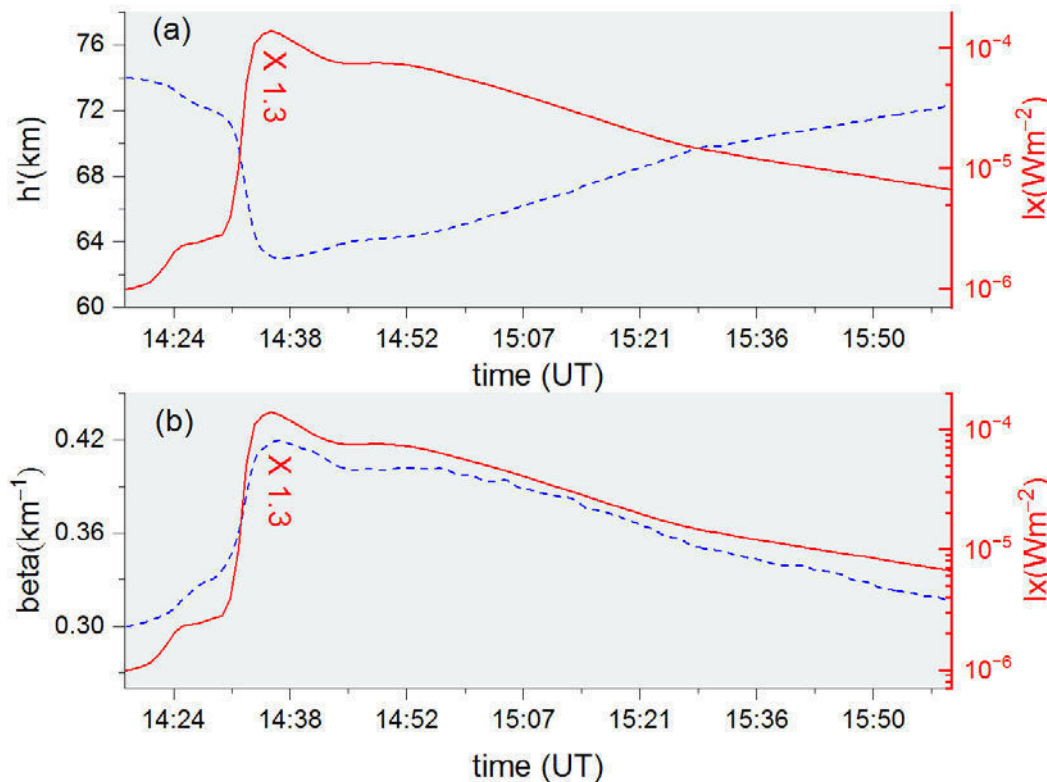 (a)
76
72
68
64
60
h'(km)
X 1.3
10⁻⁴
10⁻⁵
10⁻⁶
Ix(Wm⁻²)
14:24 14:38 14:52 15:07 15:21 15:36 15:50
time (UT)
(b)
0.42
0.36
0.30
beta(km⁻¹)
X 1.3
10⁻⁴
10⁻⁵
10⁻⁶
Ix(Wm⁻²)
14:24 14:38 14:52 15:07 15:21 15:36 15:50
time (UT)